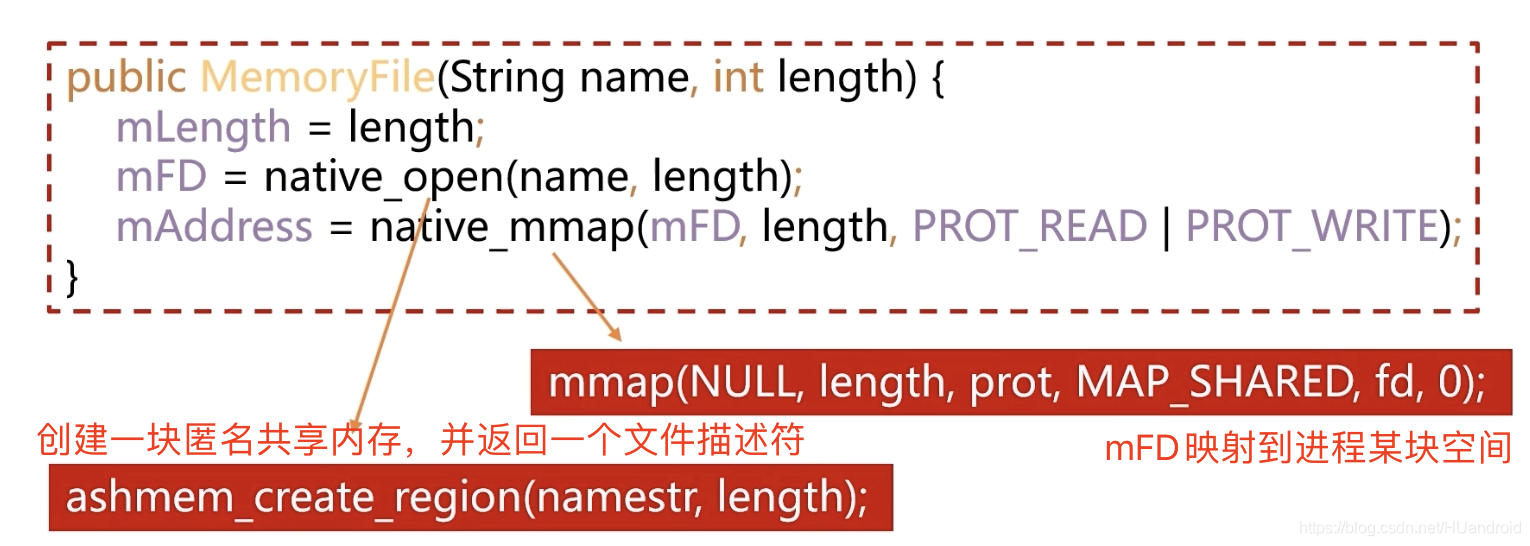 public MemoryFile(String name, int length) {
mLength = length;
mFD = native_open(name, length);
mAddress = native_mmap(mFD, length, PROT_READ | PROT_WRITE);
}
mmap(NULL, length, prot, MAP_SHARED, fd, 0);
创建一块匿名共享内存，并返回一个文件描述符
mFD映射到进程某块空间
ashmem_create_region(namestr, length);
https://blog.csdn.net/HUandroid